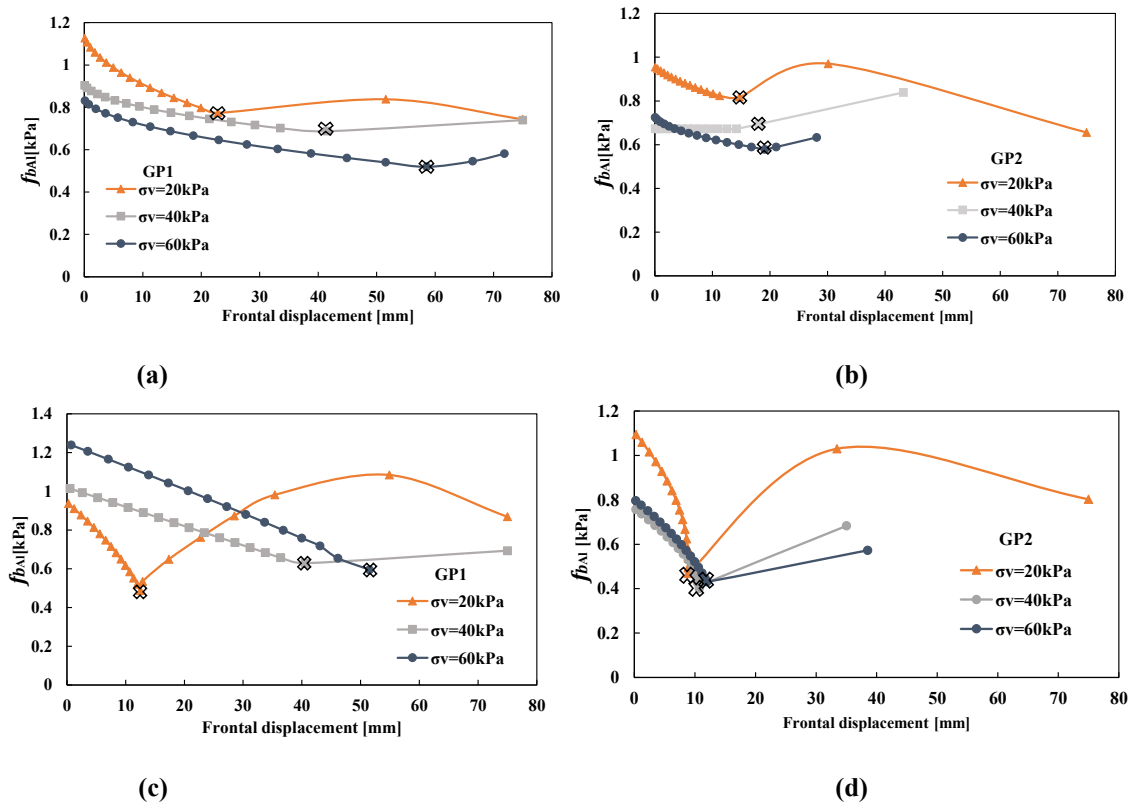 1.2
1
0.8
0.6
0.4
0.2
0
fbAI[kPa]
GP1
σv=20kPa
σv=40kPa
σv=60kPa
0 10 20 30 40 50 60 70 80
Frontal displacement [mm]
(a)
1.2
1
0.8
0.6
0.4
0.2
0
fbAI[kPa]
GP2
σv=20kPa
σv=40kPa
σv=60kPa
0 10 20 30 40 50 60 70 80
Frontal displacement [mm]
(b)
1.4
1.2
1
0.8
0.6
0.4
0.2
0
fbAI[kPa]
GP1
σv=20kPa
σv=40kPa
σv=60kPa
0 10 20 30 40 50 60 70 80
Frontal displacement [mm]
(c)
1.2
1
0.8
0.6
0.4
0.2
0
fbAI [kPa]
GP2
σv=20kPa
σv=40kPa
σv=60kPa
0 10 20 30 40 50 60 70 80
Frontal displacement [mm]
(d)